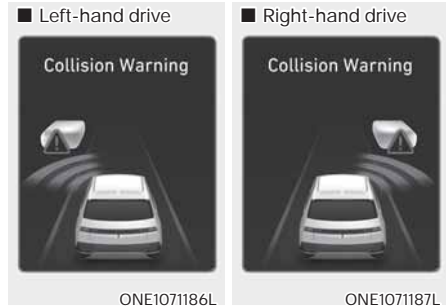 ■ Left-hand drive
Collision Warning
ONE1071186L
■ Right-hand drive
Collision Warning
ONE1071187L